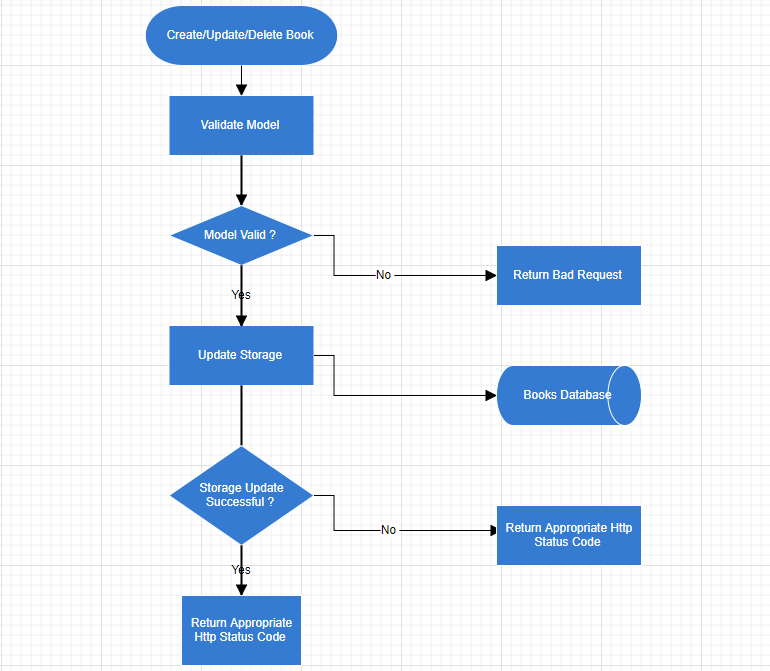 Create/Update/Delete Book
Validate Model
Model Valid ?
No
Return Bad Request
Yes
Update Storage
Books Database
Storage Update
Successful ?
No
Return Appropriate Http
Status Code
Yes
Return Appropriate
Http Status Code